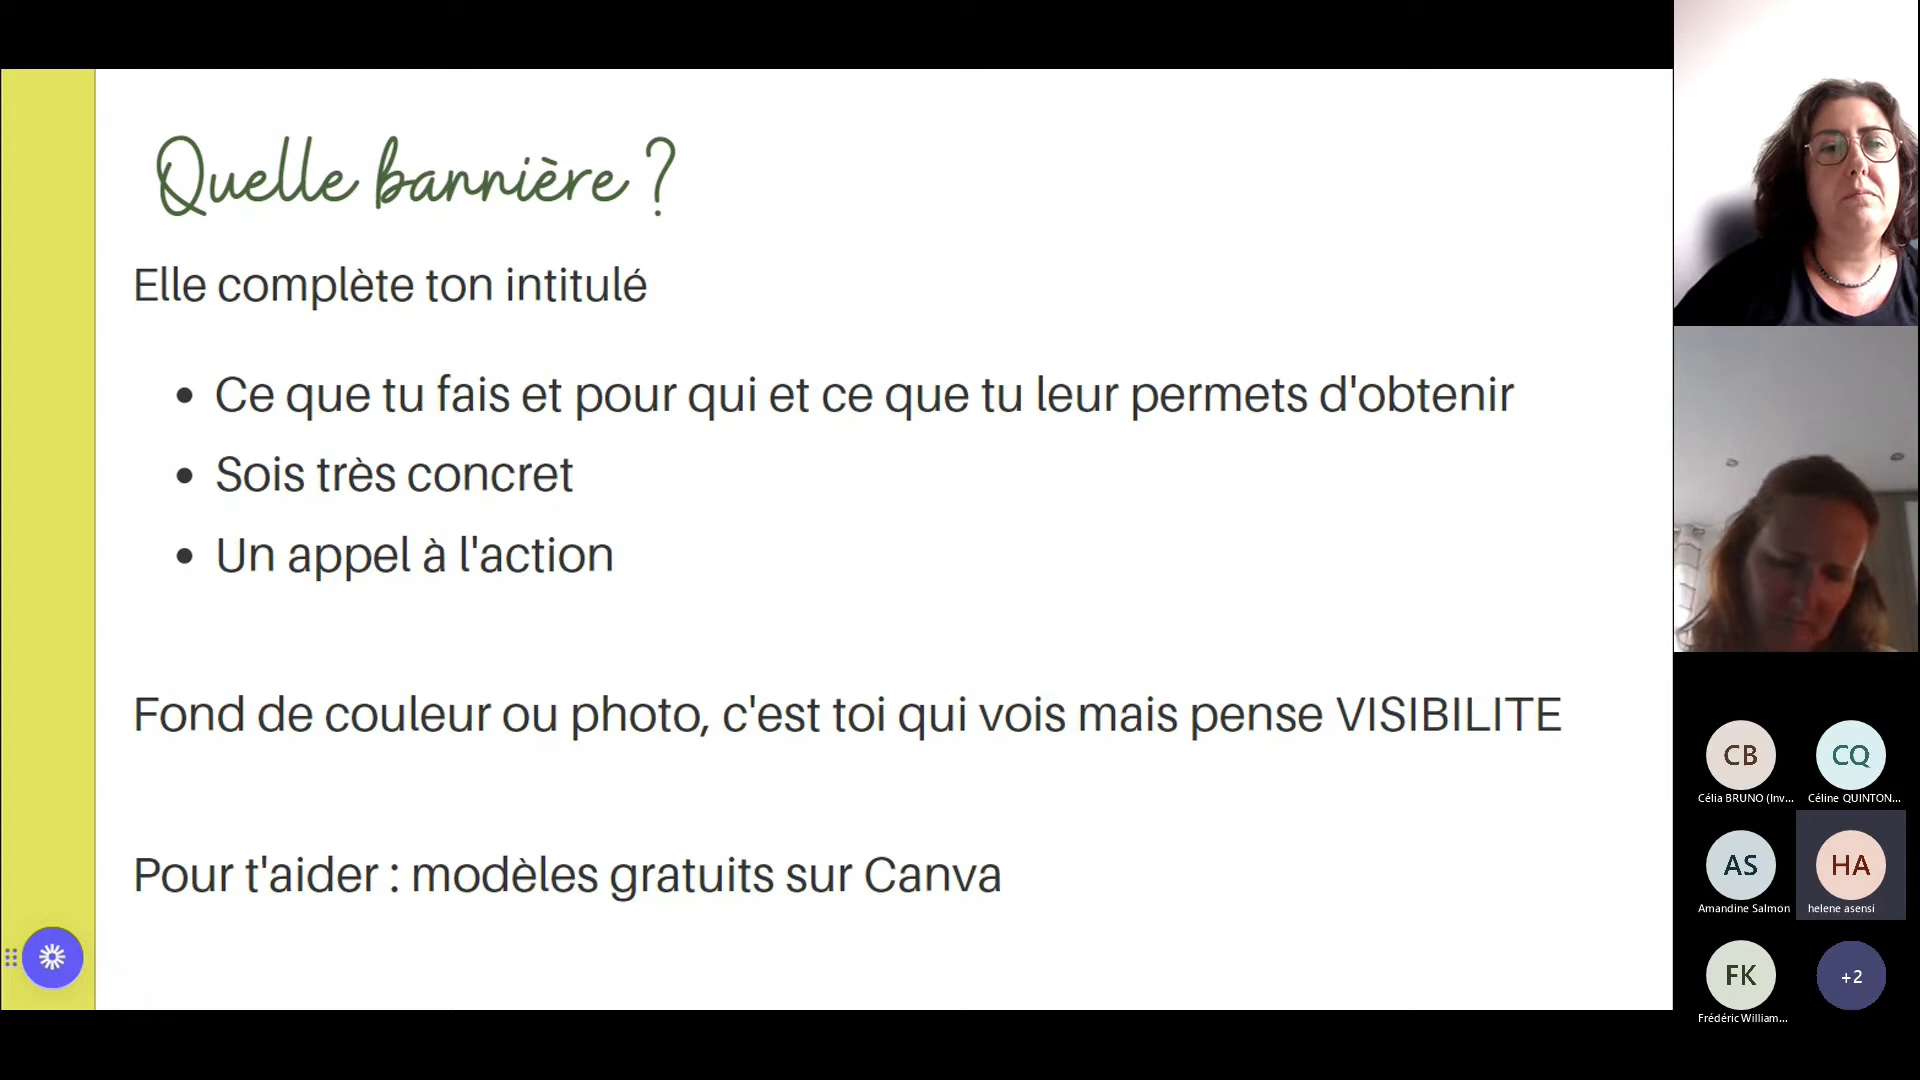 Quelle bannière ?
Elle complète ton intitulé
• Ce que tu fais et pour qui et ce que tu leur permets d'obtenir
• Sois très concret
• Un appel à l'action
Fond de couleur ou photo, c'est toi qui vois mais pense VISIBILITE
Pour t'aider : modèles gratuits sur Canva
CB
CQ
Célia BRUNO (Inv...
Céline QUINTON...
AS
HA
Amandine Salmon
helene asensi
FK
+2
Frédéric William...